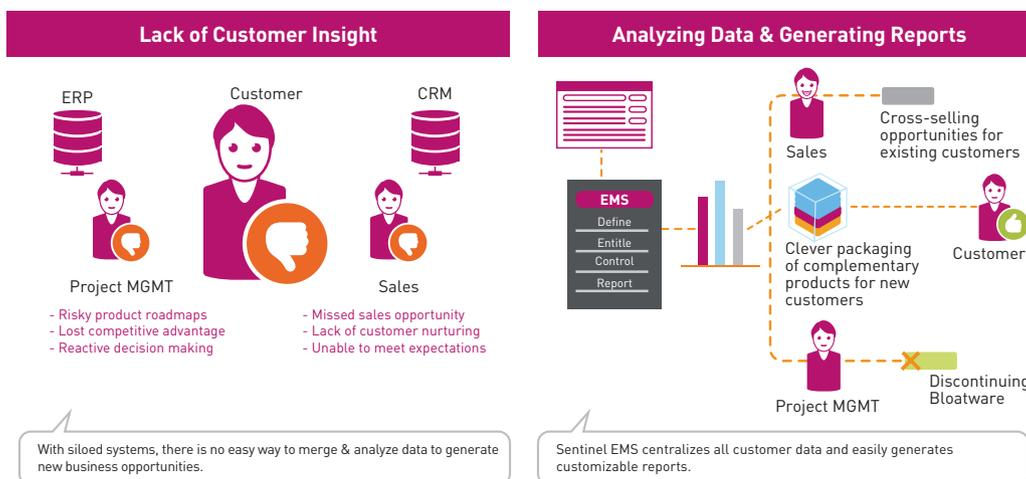 Lack of Customer Insight
ERP
Customer
CRM
Project MGMT
Sales
- Risky product roadmaps
- Lost competitive advantage
- Reactive decision making
- Missed sales opportunity
- Lack of customer nurturing
- Unable to meet expectations
With siloed systems, there is no easy way to merge & analyze data to generate
new business opportunities.
Analyzing Data & Generating Reports
EMS
Define
Entitle
Control
Report
Sales
Cross-selling
opportunities for
existing customers
Clever packaging
of complementary
products for new
customers
Customer
Project MGMT
Discontinuing
Bloatware
Sentinel EMS centralizes all customer data and easily generates
customizable reports.